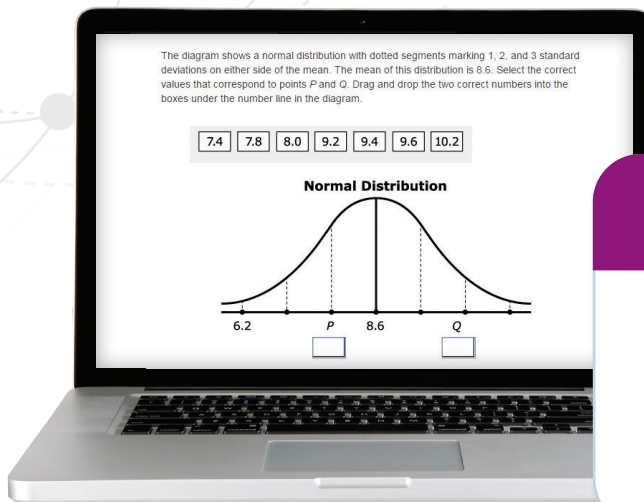 The diagram shows a normal distribution with dotted segments marking 1, 2, and 3 standard
deviations on either side of the mean. The mean of this distribution is 8.6. Select the correct
values that correspond to points P and Q. Drag and drop the two correct numbers into the
boxes under the number line in the diagram.
7.4 7.8 8.0 9.2 9.4 9.6 10.2
Normal Distribution
6.2 P 8.6 Q